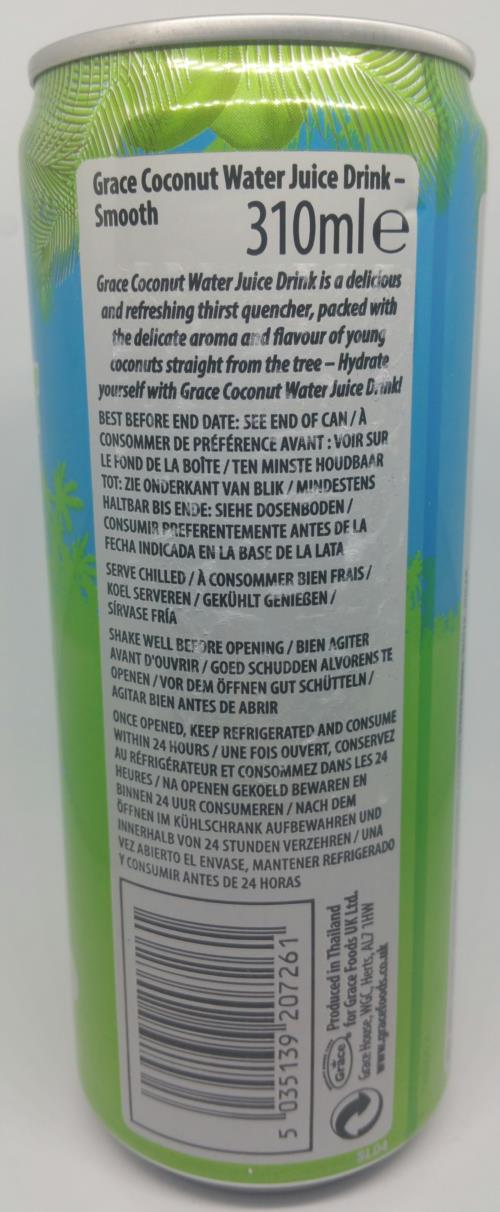 Grace Coconut Water Juice Drink –
Smooth
310ml e
Grace Coconut Water Juice Drink is a delicious
and refreshing thirst quencher, packed with
the delicate aroma and flavour of young
coconuts straight from the tree – Hydrate
yourself with Grace Coconut Water Juice Drink!
BEST BEFORE END DATE: SEE END OF CAN / À
CONSOMMER DE PRÉFÉRENCE AVANT : VOIR SUR
LE FOND DE LA BOÎTE / TEN MINSTE HOUDBAAR
TOT: ZIE ONDERKANT VAN BLIK / MINDESTENS
HALTBAR BIS ENDE: SIEHE DOSENBODEN /
CONSUMIR PREFERENTEMENTE ANTES DE LA
FECHA INDICADA EN LA BASE DE LA LATA
SERVE CHILLED / À CONSOMMER BIEN FRAIS /
KOEL SERVEREN / GEKÜHLT GENIEßEN /
SÍRVASE FRÍA
SHAKE WELL BEFORE OPENING / BIEN AGITER
AVANT D'OUVRIR / GOED SCHUDDEN ALVORENS TE
OPENEN / VOR DEM ÖFFNEN GUT SCHÜTTELN /
AGITAR BIEN ANTES DE ABRIR
ONCE OPENED, KEEP REFRIGERATED AND CONSUME
WITHIN 24 HOURS / UNE FOIS OUVERT, CONSERVEZ
AU RÉFRIGÉRATEUR ET CONSOMMEZ DANS LES 24
HEURES / NA OPENEN GEKOELD BEWAREN EN
BINNEN 24 UUR CONSUMEREN / NACH DEM
ÖFFNEN IM KÜHLSCHRANK AUFBEWAHREN UND
INNERHALB VON 24 STUNDEN VERZEHREN / UNA
VEZ ABIERTO EL ENVASE, MANTENER REFRIGERADO
Y CONSUMIR ANTES DE 24 HORAS
5 035139 207261
Grace
Produced in Thailand
for Grace Foods UK Ltd.
Grace House, WGC, Herts, AL7 1HW
www.gracefoods.co.uk
SLD4